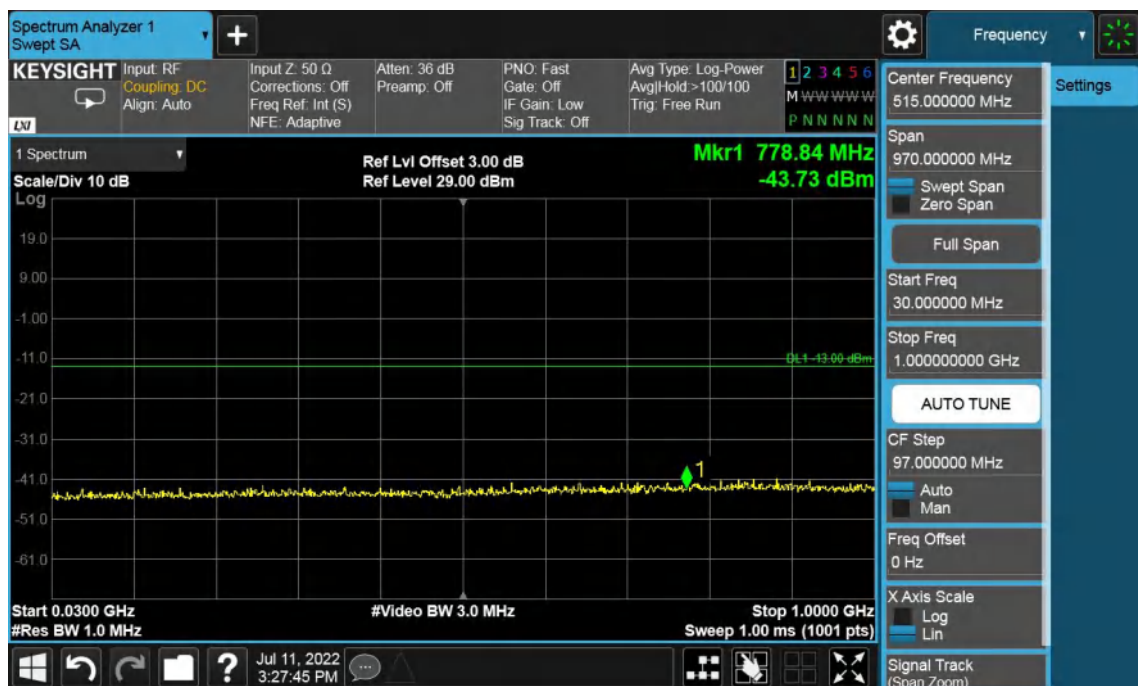 Spectrum Analyzer 1
Swept SA
+
Frequency
KEYSIGHT
LXI
Input: RF
Coupling: DC
Align: Auto
Input Z: 50 Ω
Corrections: Off
Freq Ref: Int (S)
NFE: Adaptive
Atten: 36 dB
Preamp: Off
PNO: Fast
Gate: Off
IF Gain: Low
Sig Track: Off
Avg Type: Log-Power
Avg|Hold:>100/100
Trig: Free Run
1 2 3 4 5 6
M W W W W W
P N N N N N
1 Spectrum
Scale/Div 10 dB
Ref Lvl Offset 3.00 dB
Ref Level 29.00 dBm
Mkr1 778.84 MHz
-43.73 dBm
Log
19.0
9.00
-1.00
-11.0
DL1 -13.00 dBm
-21.0
-31.0
-41.0
1
-51.0
-61.0
Start 0.0300 GHz
#Video BW 3.0 MHz
Stop 1.0000 GHz
#Res BW 1.0 MHz
Sweep 1.00 ms (1001 pts)
?
Jul 11, 2022
3:27:45 PM
Center Frequency
515.000000 MHz
Settings
Span
970.000000 MHz
Swept Span
Zero Span
Full Span
Start Freq
30.000000 MHz
Stop Freq
1.000000000 GHz
AUTO TUNE
CF Step
97.000000 MHz
Auto
Man
Freq Offset
0 Hz
X Axis Scale
Log
Lin
Signal Track
(Span Zoom)